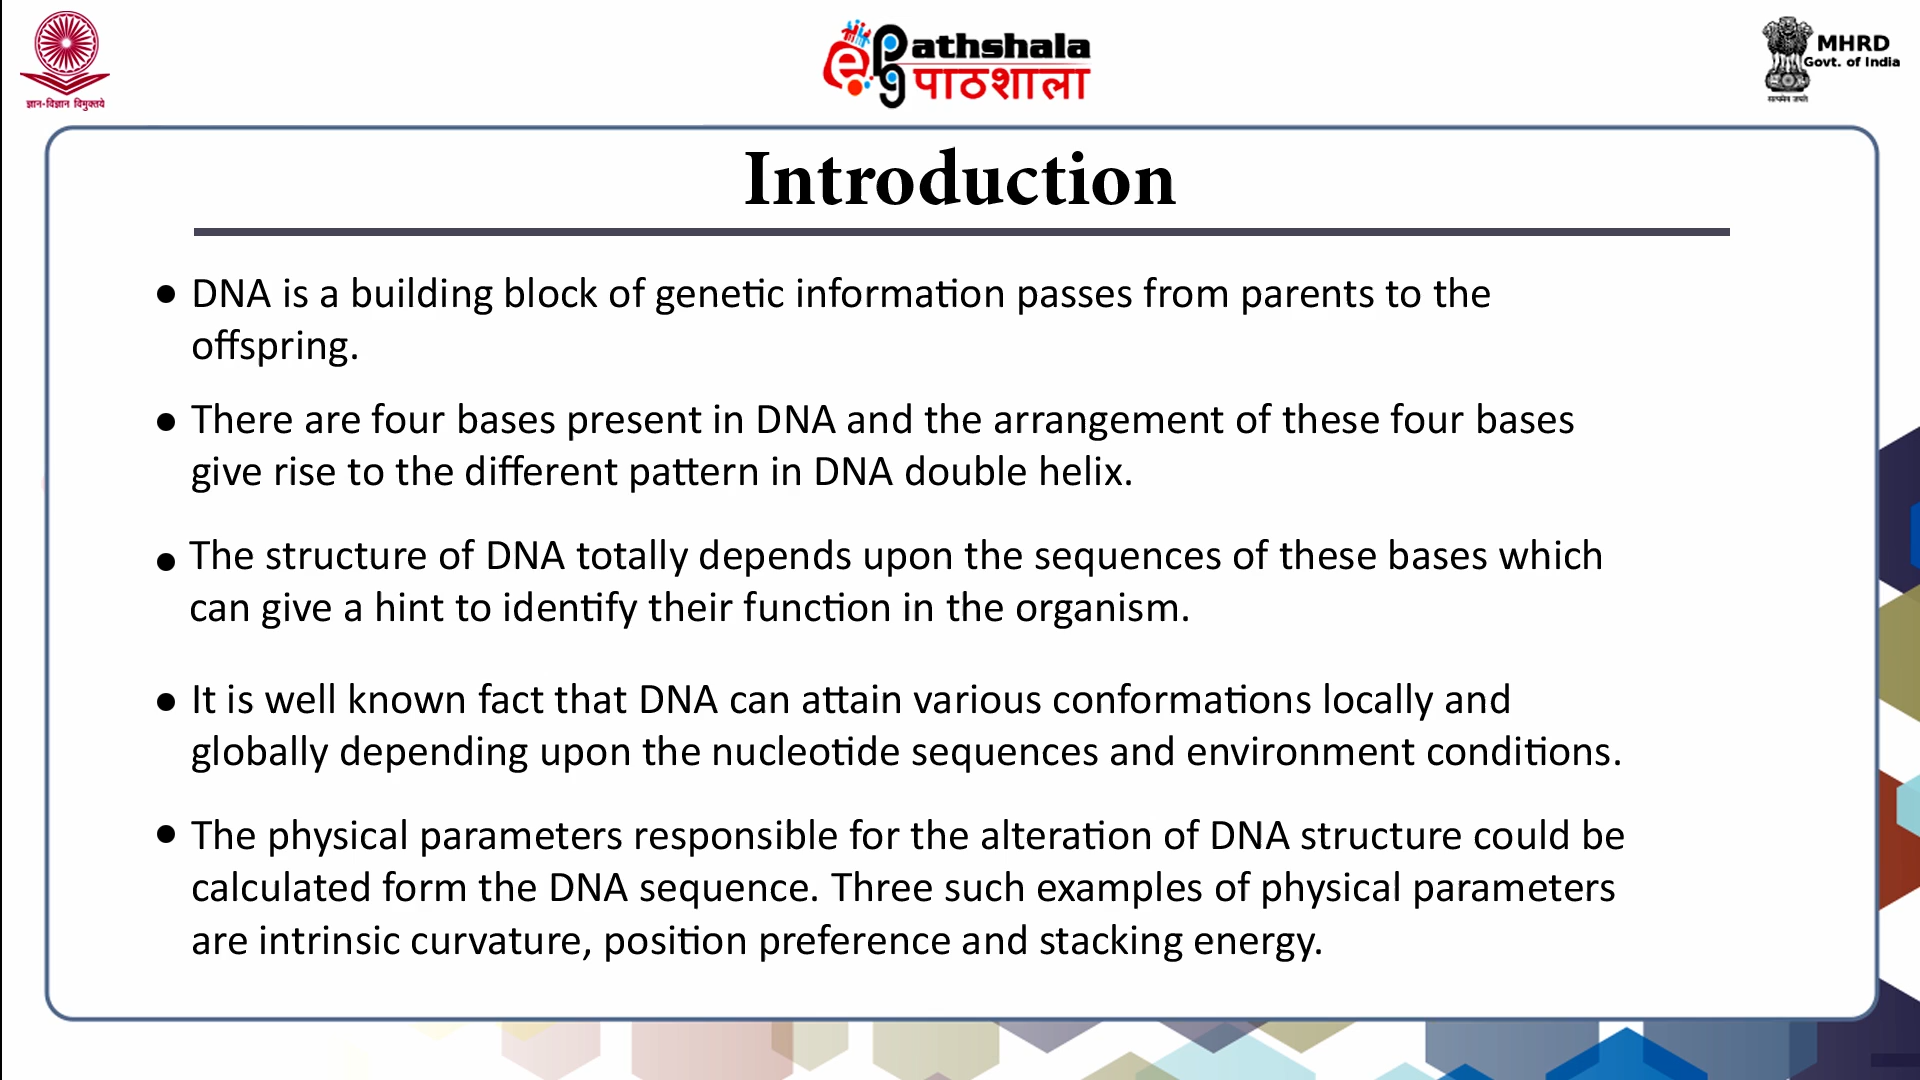 ज्ञान-विज्ञान विमुक्तये
ePG Pathshala
पाठशाला
MHRD
Govt. of India
सत्यमेव जयते
Introduction
● DNA is a building block of genetic information passes from parents to the
offspring.
● There are four bases present in DNA and the arrangement of these four bases
give rise to the different pattern in DNA double helix.
● The structure of DNA totally depends upon the sequences of these bases which
can give a hint to identify their function in the organism.
● It is well known fact that DNA can attain various conformations locally and
globally depending upon the nucleotide sequences and environment conditions.
● The physical parameters responsible for the alteration of DNA structure could be
calculated form the DNA sequence. Three such examples of physical parameters
are intrinsic curvature, position preference and stacking energy.